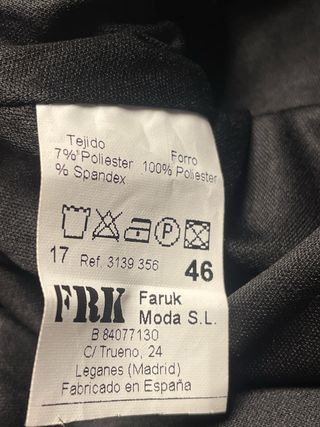 Tejido Forro
7% Poliester 100% Poliester
% Spandex
P
17 Ref. 3139 356 46
FRK Faruk
Moda S.L.
B 84077130
C/ Trueno, 24
Leganes (Madrid)
Fabricado en España